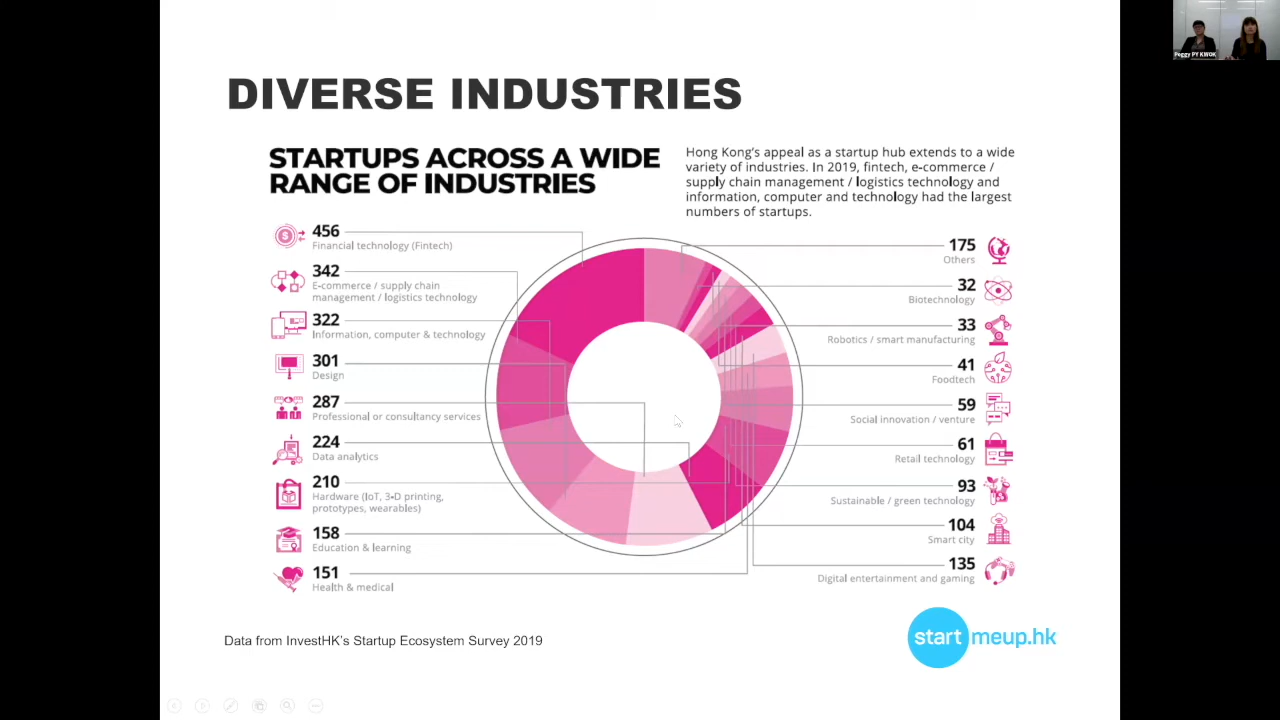 DIVERSE INDUSTRIES
STARTUPS ACROSS A WIDE
RANGE OF INDUSTRIES
Hong Kong's appeal as a startup hub extends to a wide
variety of industries. In 2019, fintech, e-commerce /
supply chain management / logistics technology and
information, computer and technology had the largest
numbers of startups.
456
Financial technology (Fintech)
342
E-commerce / supply chain
management / logistics technology
322
Information, computer & technology
301
Design
287
Professional or consultancy services
224
Data analytics
210
Hardware (IoT, 3-D printing,
prototypes, wearables)
158
Education & learning
151
Health & medical
175
Others
32
Biotechnology
33
Robotics / smart manufacturing
41
Foodtech
59
Social innovation / venture
61
Retail technology
93
Sustainable / green technology
104
Smart city
135
Digital entertainment and gaming
Data from InvestHK's Startup Ecosystem Survey 2019
startmeup.hk
Peggy PY KWOK